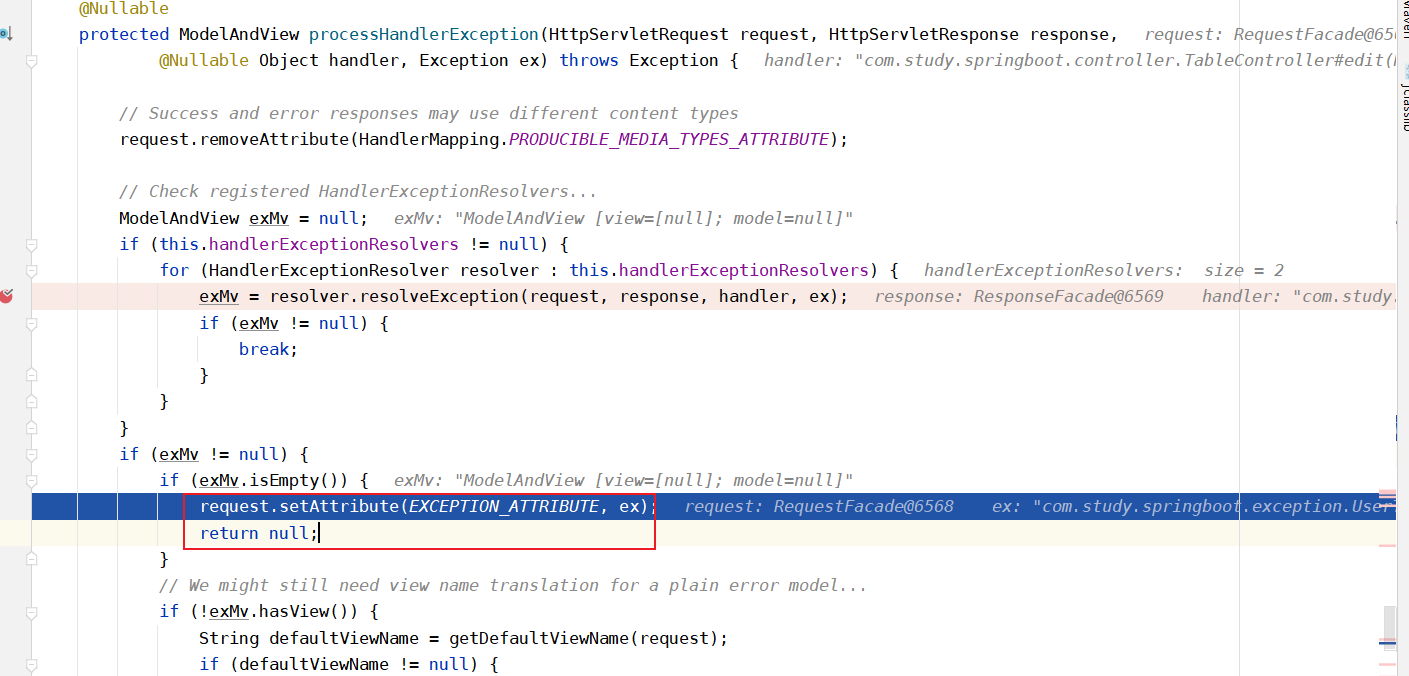 @Nullable
protected ModelAndView processHandlerException(HttpServletRequest request, HttpServletResponse response,   request: RequestFacade@656
        @Nullable Object handler, Exception ex) throws Exception {   handler: "com.study.springboot.controller.TableController#edit(
    // Success and error responses may use different content types
    request.removeAttribute(HandlerMapping.PRODUCIBLE_MEDIA_TYPES_ATTRIBUTE);
    // Check registered HandlerExceptionResolvers...
    ModelAndView exMv = null;   exMv: "ModelAndView [view=[null]; model=null]"
    if (this.handlerExceptionResolvers != null) {
        for (HandlerExceptionResolver resolver : this.handlerExceptionResolvers) {   handlerExceptionResolvers:  size = 2
            exMv = resolver.resolveException(request, response, handler, ex);   response: ResponseFacade@6569    handler: "com.study.
            if (exMv != null) {
                break;
            }
        }
    }
    if (exMv != null) {
        if (exMv.isEmpty()) {   exMv: "ModelAndView [view=[null]; model=null]"
            request.setAttribute(EXCEPTION_ATTRIBUTE, ex);   request: RequestFacade@6568    ex: "com.study.springboot.exception.User
            return null;
        }
        // We might still need view name translation for a plain error model...
        if (!exMv.hasView()) {
            String defaultViewName = getDefaultViewName(request);
            if (defaultViewName != null) {
Maven
jclasslib